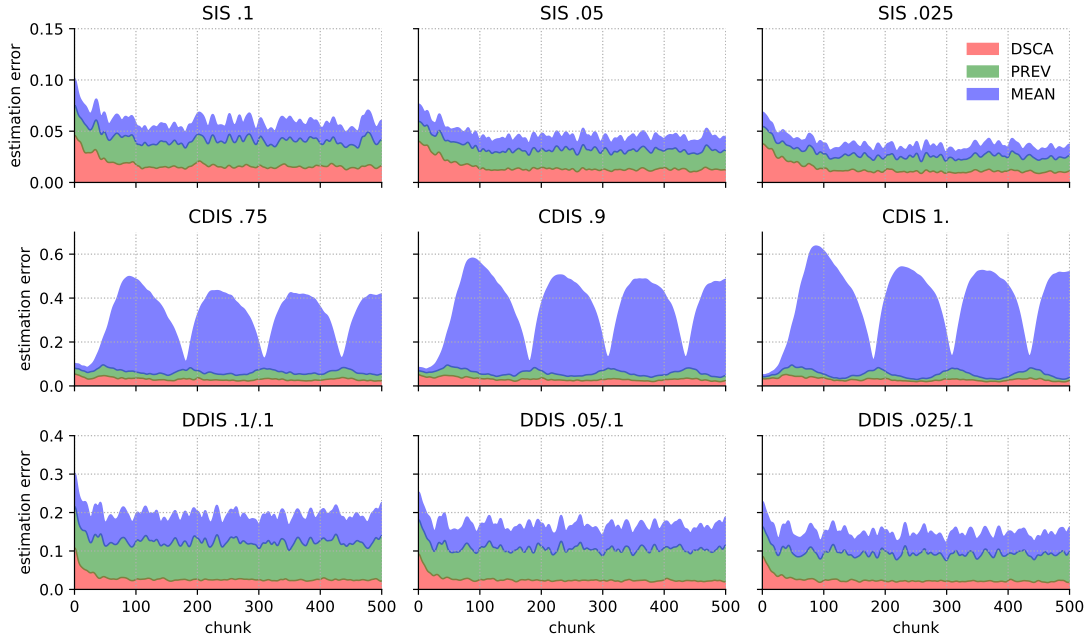 SIS .1 SIS .05 SIS .025
0.15
0.10
0.05
0.00
estimation error
DSCA
PREV
MEAN
CDIS .75 CDIS .9 CDIS 1.
0.6
0.4
0.2
0.0
estimation error
DDIS .1/.1 DDIS .05/.1 DDIS .025/.1
0.4
0.3
0.2
0.1
0.0
estimation error
0 100 200 300 400 500 0 100 200 300 400 500 0 100 200 300 400 500
chunk chunk chunk